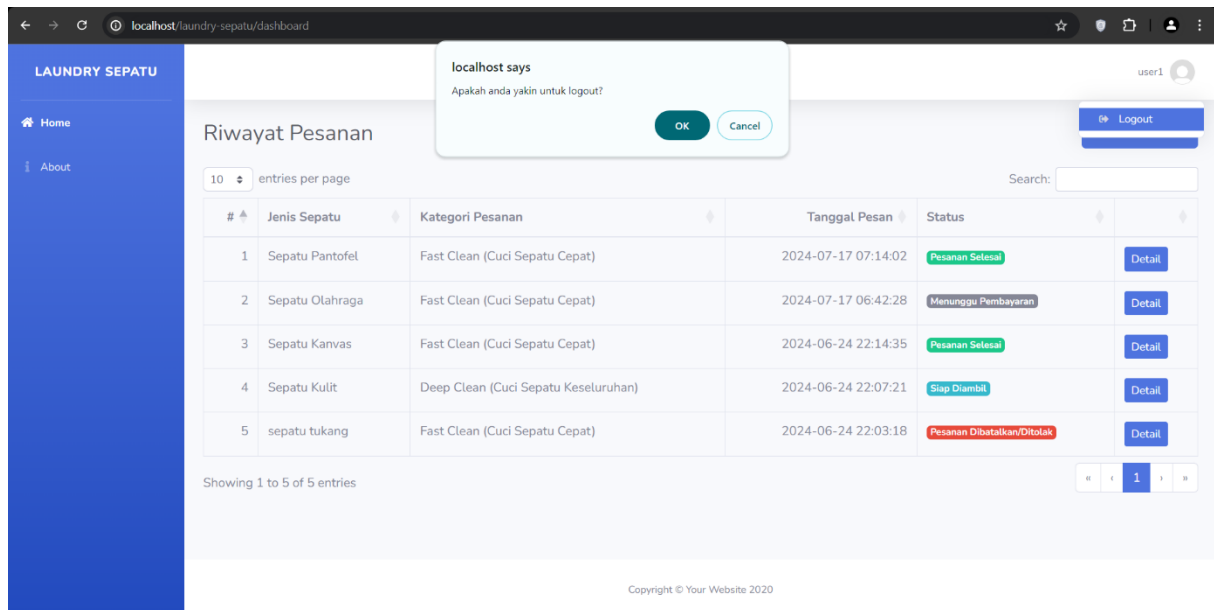 localhost/laundry-sepatu/dashboard
LAUNDRY SEPATU
Home
About
localhost says
Apakah anda yakin untuk logout?
OK Cancel
user1
Logout
Riwayat Pesanan
10 entries per page
Search:
# Jenis Sepatu Kategori Pesanan Tanggal Pesan Status
1 Sepatu Pantofel Fast Clean (Cuci Sepatu Cepat) 2024-07-17 07:14:02 Pesanan Selesai Detail
2 Sepatu Olahraga Fast Clean (Cuci Sepatu Cepat) 2024-07-17 06:42:28 Menunggu Pembayaran Detail
3 Sepatu Kanvas Fast Clean (Cuci Sepatu Cepat) 2024-06-24 22:14:35 Pesanan Selesai Detail
4 Sepatu Kulit Deep Clean (Cuci Sepatu Keseluruhan) 2024-06-24 22:07:21 Siap Diambil Detail
5 sepatu tukang Fast Clean (Cuci Sepatu Cepat) 2024-06-24 22:03:18 Pesanan Dibatalkan/Ditolak Detail
Showing 1 to 5 of 5 entries
« ‹ 1 › »
Copyright © Your Website 2020